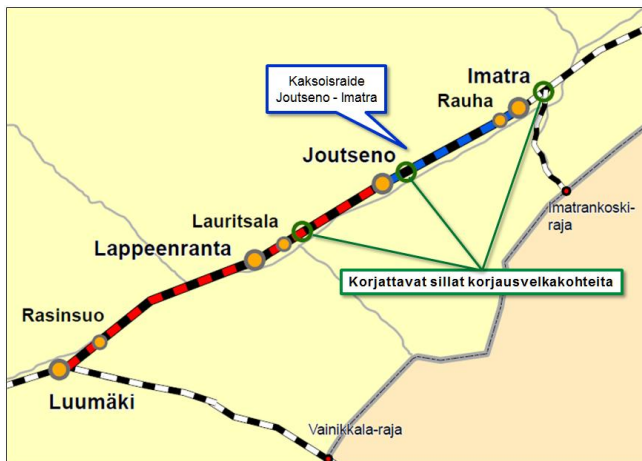 Kaksoisraide
Joutseno - Imatra
Imatra
Rauha
Joutseno
Imatrankoski-
raja
Lauritsala
Lappeenranta
Korjattavat sillat korjausvelkakohteita
Rasinsuo
Luumäki
Vainikkala-raja